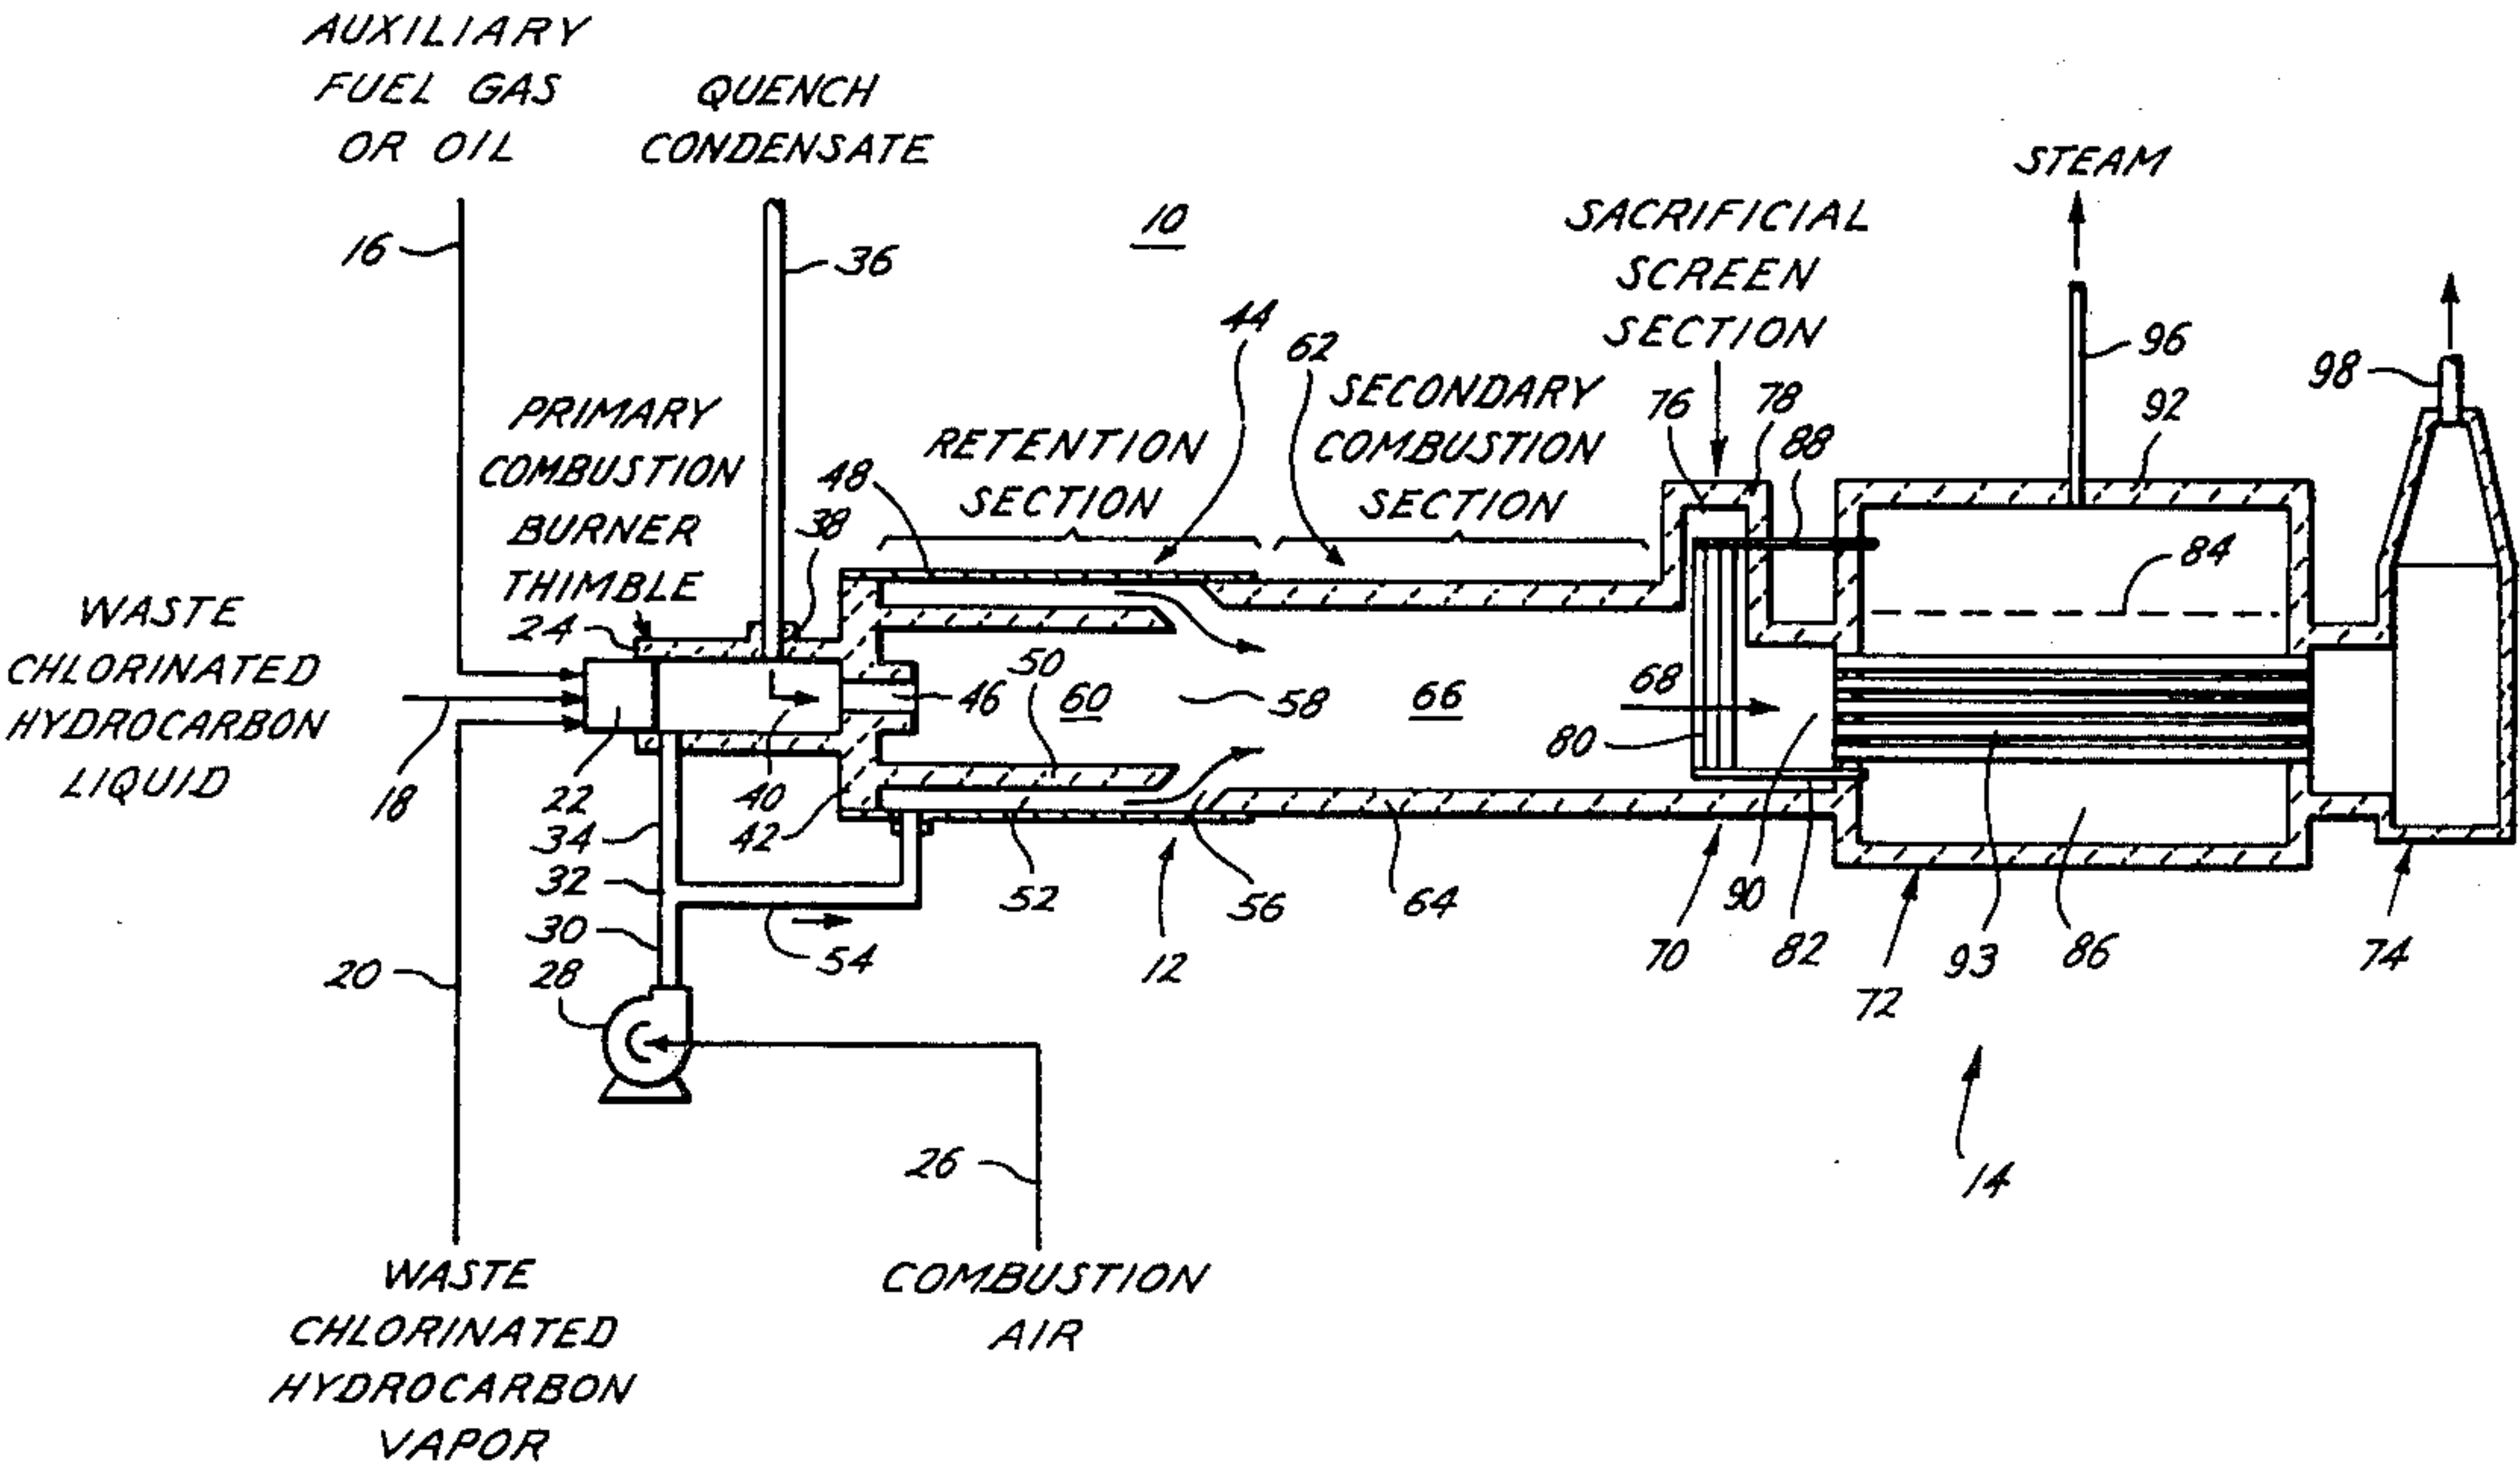 AUXILIARY
FUEL GAS
OR OIL
QUENCH
CONDENSATE
STEAM
10
SACRIFICIAL
SCREEN
SECTION
16
36
44
62
96
98
PRIMARY
COMBUSTION
BURNER
THIMBLE
RETENTION
SECTION
SECONDARY
COMBUSTION
SECTION
76
78
88
92
48
38
84
WASTE
CHLORINATED
HYDROCARBON
LIQUID
24
50
46
60
58
66
68
80
18
22
40
42
34
32
30
52
56
64
90
82
93
86
54
12
70
72
74
20
28
26
14
WASTE
CHLORINATED
HYDROCARBON
VAPOR
COMBUSTION
AIR